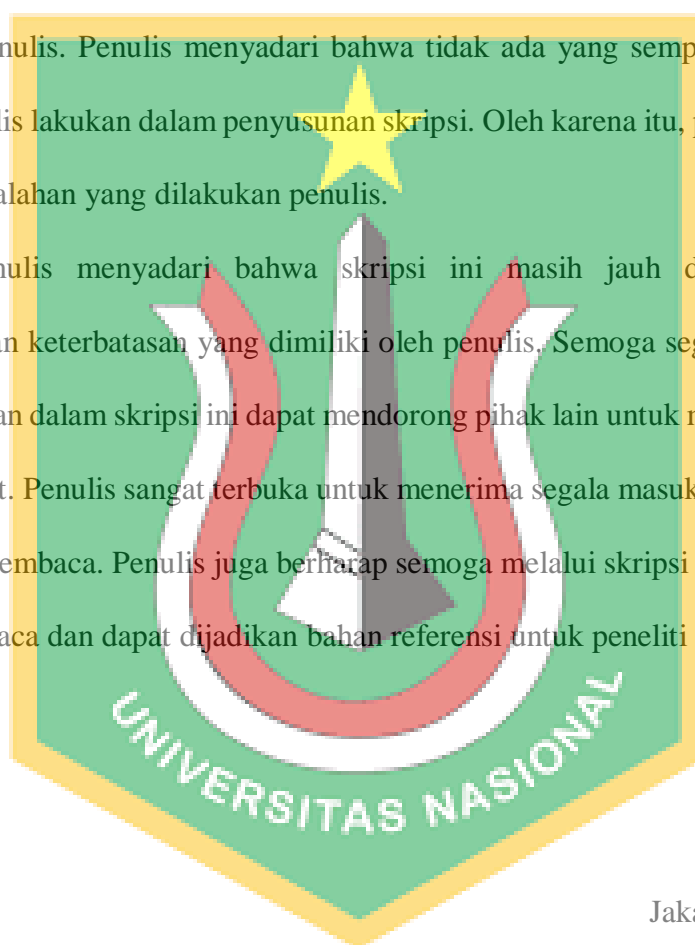 nulis. Penulis menyadari bahwa tidak ada yang semp
lis lakukan dalam penyusunan skripsi. Oleh karena itu, p
alahan yang dilakukan penulis.
nulis menyadari bahwa skripsi ini masih jauh d
an keterbatasan yang dimiliki oleh penulis. Semoga seg
an dalam skripsi ini dapat mendorong pihak lain untuk m
t. Penulis sangat terbuka untuk menerima segala masuk
embaca. Penulis juga berharap semoga melalui skripsi
aca dan dapat dijadikan bahan referensi untuk peneliti
UNIVERSITAS NASIONAL
Jaka